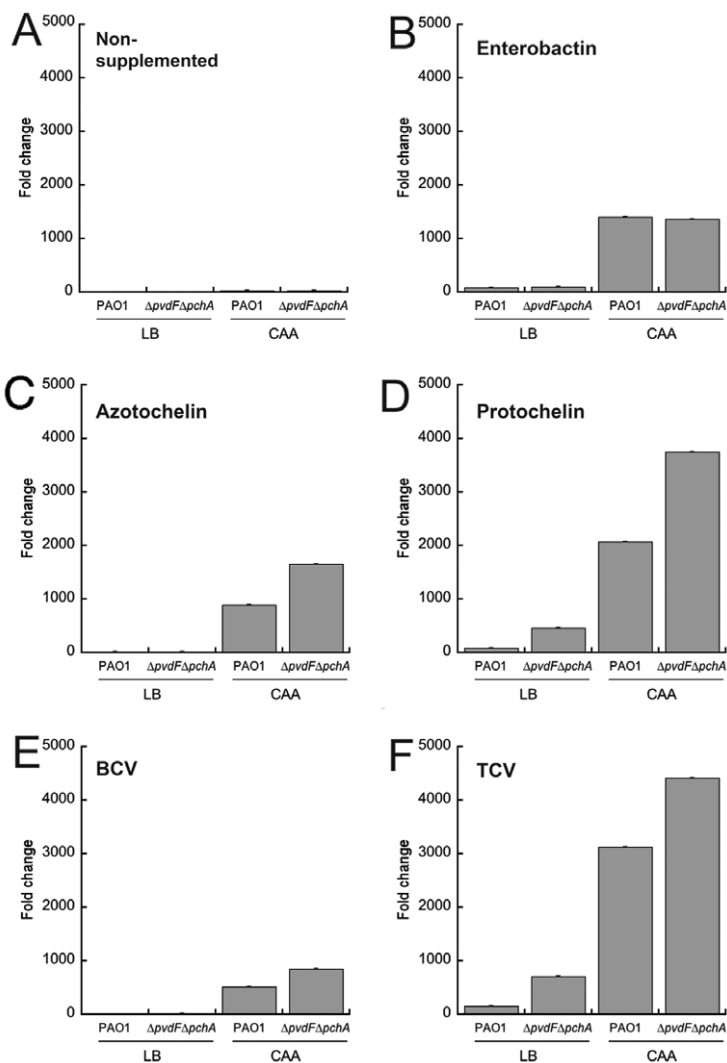 A
Non-
supplemented
Fold change
5000
4000
3000
2000
1000
0
PAO1 ΔpvdFΔpchA PAO1 ΔpvdFΔpchA
LB CAA
B
Enterobactin
Fold change
5000
4000
3000
2000
1000
0
PAO1 ΔpvdFΔpchA PAO1 ΔpvdFΔpchA
LB CAA
C
Azotochelin
Fold change
5000
4000
3000
2000
1000
0
PAO1 ΔpvdFΔpchA PAO1 ΔpvdFΔpchA
LB CAA
D
Protochelin
Fold change
5000
4000
3000
2000
1000
0
PAO1 ΔpvdFΔpchA PAO1 ΔpvdFΔpchA
LB CAA
E
BCV
Fold change
5000
4000
3000
2000
1000
0
PAO1 ΔpvdFΔpchA PAO1 ΔpvdFΔpchA
LB CAA
F
TCV
Fold change
5000
4000
3000
2000
1000
0
PAO1 ΔpvdFΔpchA PAO1 ΔpvdFΔpchA
LB CAA